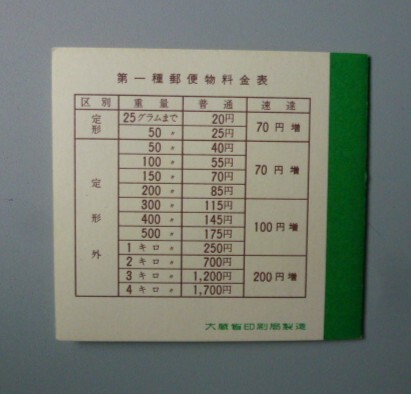 第一種郵便物料金表
区別 重量 普通 速達
定形 25グラムまで 20円 70円増
50 〃 25円
定形外 50 〃 40円 70円増
100 〃 55円
150 〃 70円
200 〃 85円
300 〃 115円 100円増
400 〃 145円
500 〃 175円
1キロ 〃 250円
2キロ 〃 700円 200円増
3キロ 〃 1,200円
4キロ 〃 1,700円
大蔵省印刷局製造